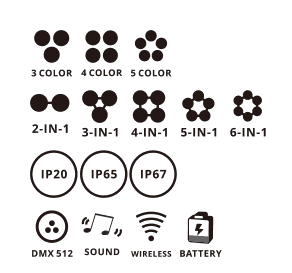 3 COLOR 4 COLOR 5 COLOR
2-IN-1 3-IN-1 4-IN-1 5-IN-1 6-IN-1
IP20 IP65 IP67
DMX 512 SOUND WIRELESS BATTERY